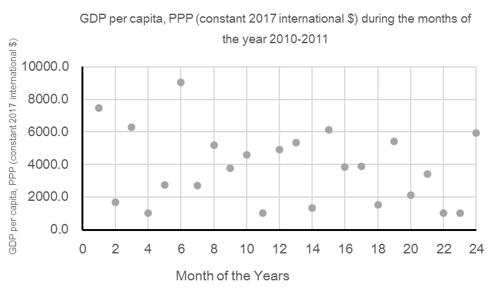 GDP per capita, PPP (constant 2017 international $) during the months of
the year 2010-2011
GDP per capita, PPP (constant 2017 international $)
10000.0
8000.0
6000.0
4000.0
2000.0
0.0
0 2 4 6 8 10 12 14 16 18 20 22 24
Month of the Years